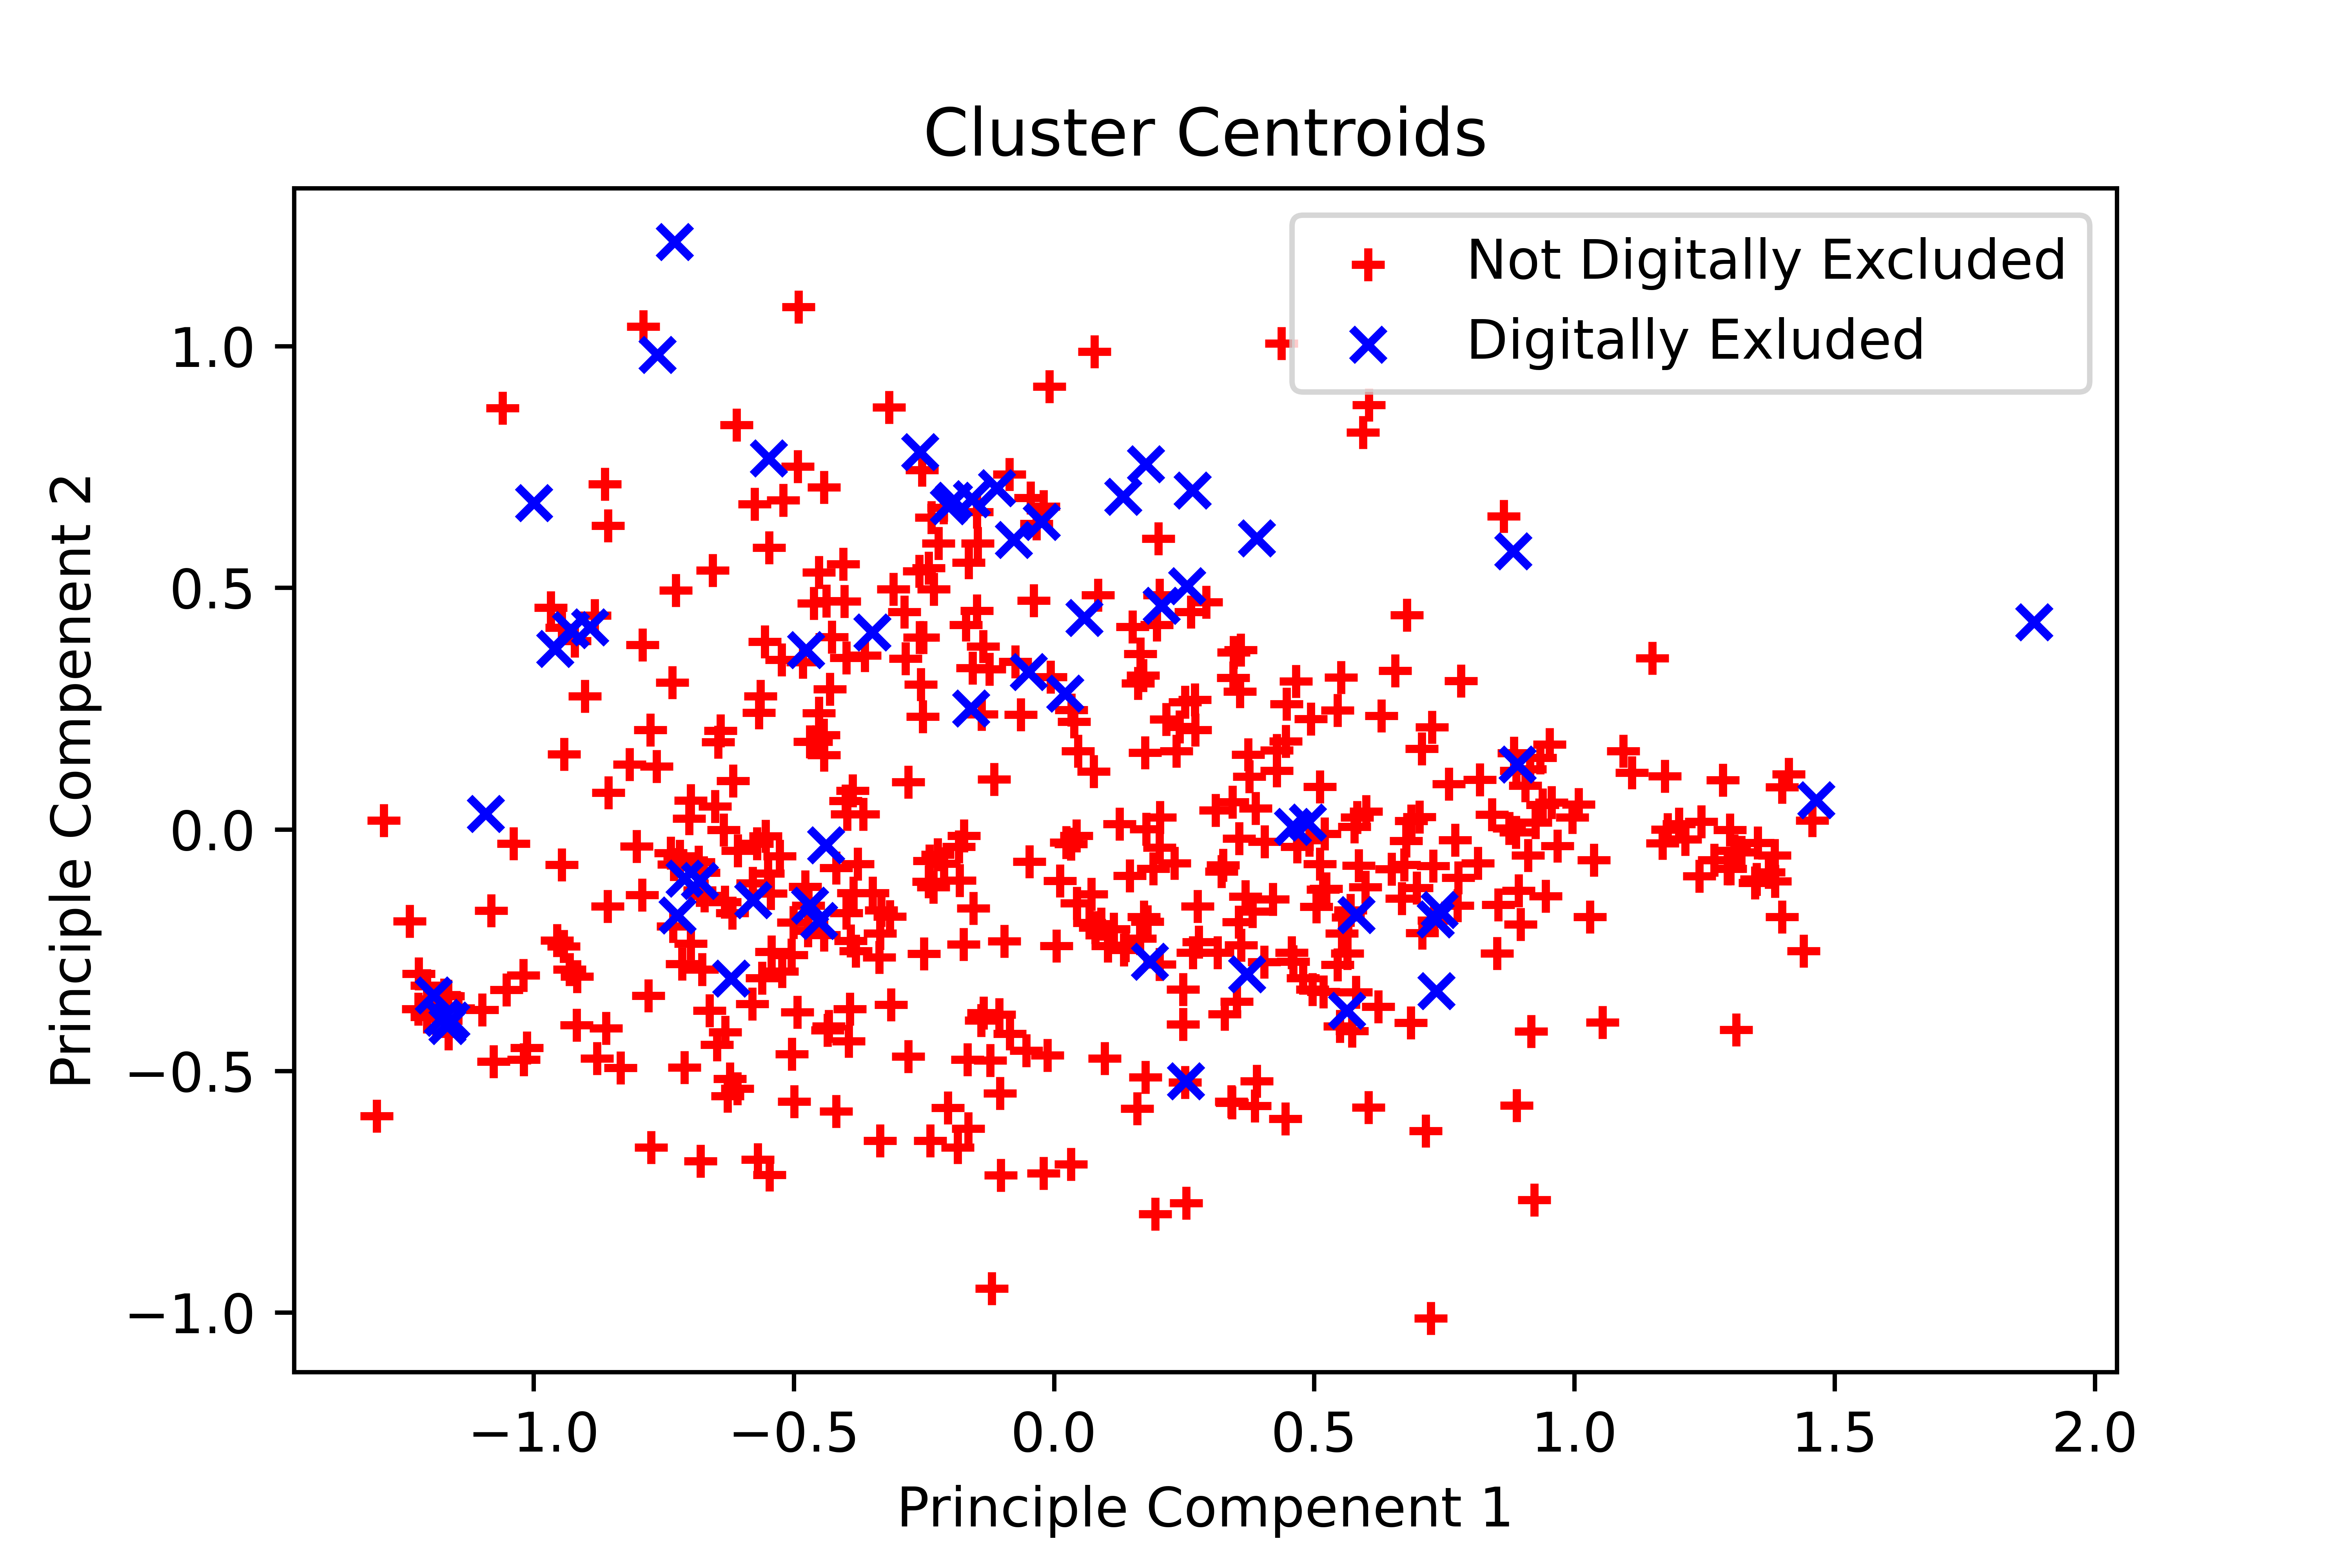 Cluster Centroids
Not Digitally Excluded
Digitally Exluded
Principle Compenent 2
1.0
0.5
0.0
−0.5
−1.0
−1.0
−0.5
0.0
0.5
1.0
1.5
2.0
Principle Compenent 1